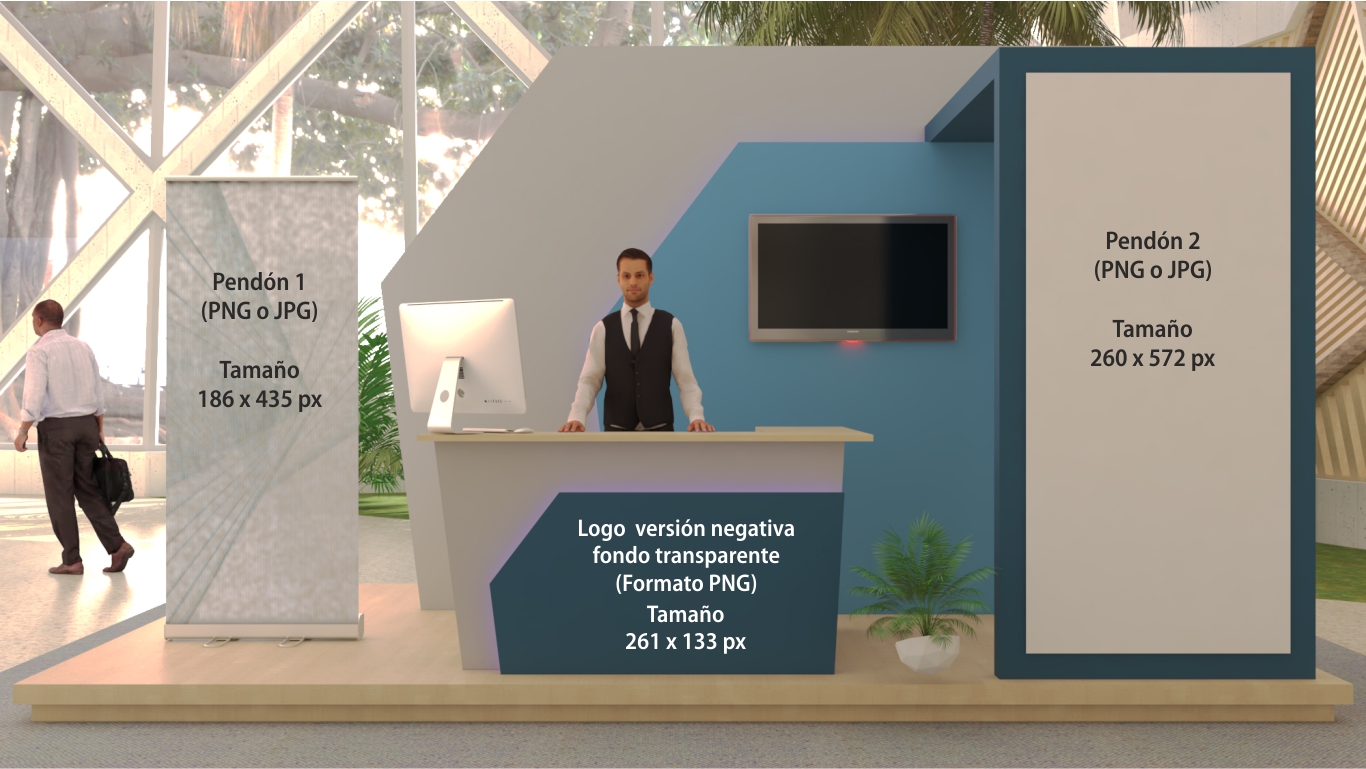 Pendón 1
(PNG o JPG)
Tamaño
186 x 435 px
Logo  versión negativa
fondo transparente
(Formato PNG)
Tamaño
261 x 133 px
Pendón 2
(PNG o JPG)
Tamaño
260 x 572 px